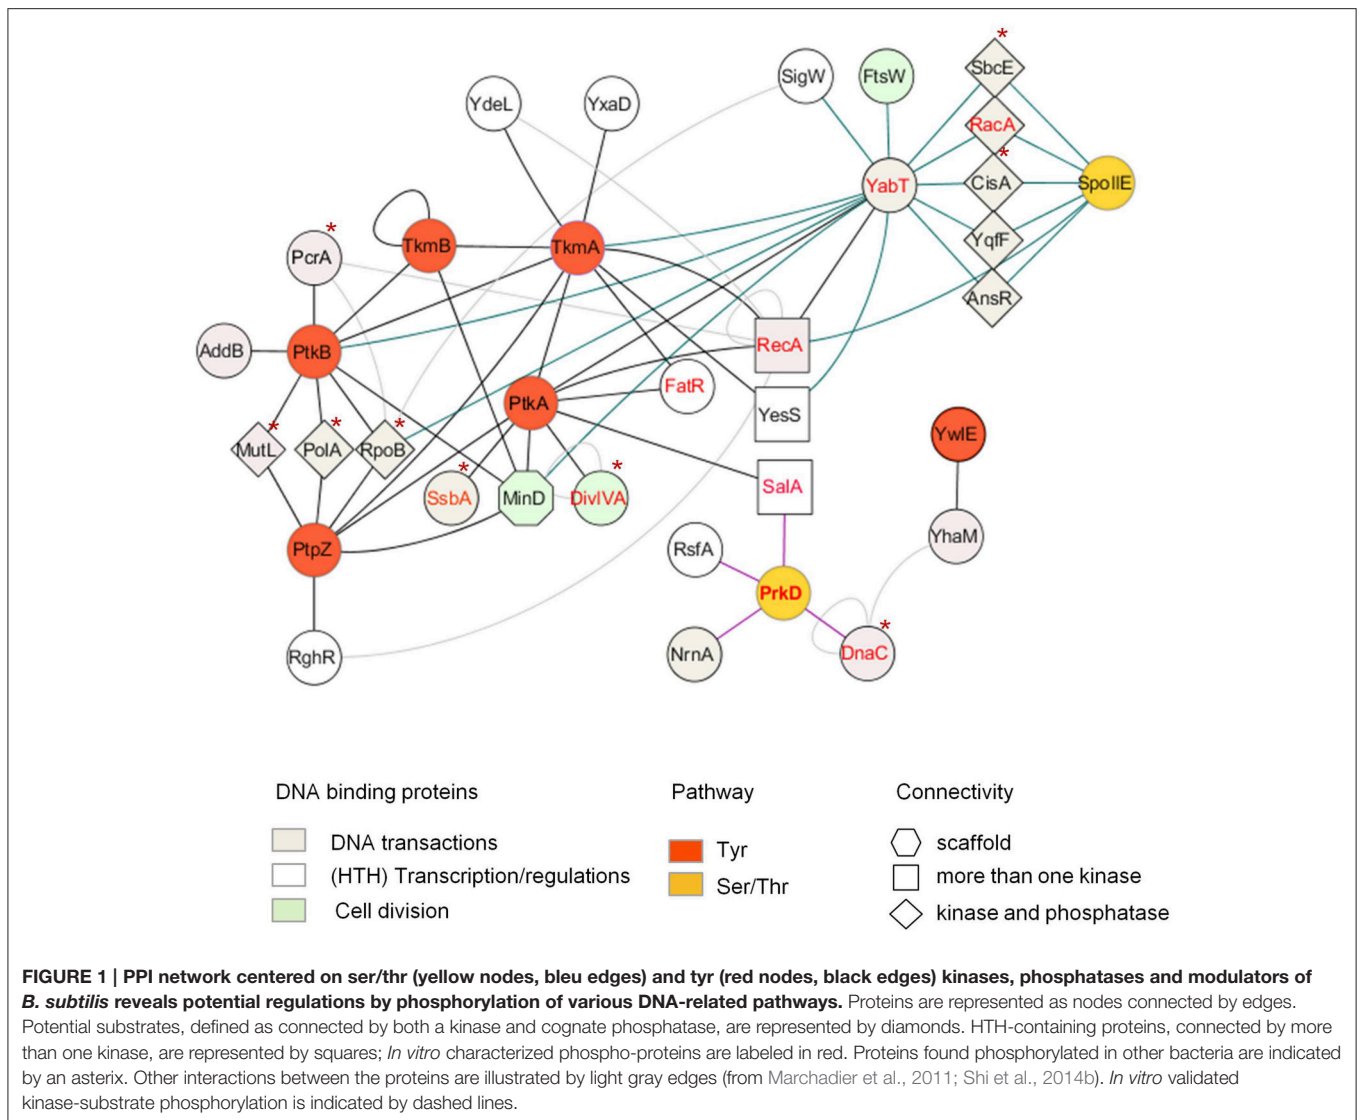 *
SbcE
SigW
FtsW
YdeL
YxaD
RacA
*
CisA
YabT
SpoIIE
*
PcrA
TkmB
TkmA
YqfF
AnsR
AddB
PtkB
RecA
FatR
PtkA
YesS
*
*
*
MutL
PolA
RpoB
YwlE
*
*
SsbA
MinD
DivIVA
SalA
PtpZ
RsfA
YhaM
PrkD
*
RghR
NrnA
DnaC
DNA binding proteins
Pathway
Connectivity
DNA transactions
Tyr
scaffold
(HTH) Transcription/regulations
Ser/Thr
more than one kinase
Cell division
kinase and phosphatase
FIGURE 1 | PPI network centered on ser/thr (yellow nodes, bleu edges) and tyr (red nodes, black edges) kinases, phosphatases and modulators of
B. subtilis reveals potential regulations by phosphorylation of various DNA-related pathways. Proteins are represented as nodes connected by edges.
Potential substrates, defined as connected by both a kinase and cognate phosphatase, are represented by diamonds. HTH-containing proteins, connected by more
than one kinase, are represented by squares; In vitro characterized phospho-proteins are labeled in red. Proteins found phosphorylated in other bacteria are indicated
by an asterix. Other interactions between the proteins are illustrated by light gray edges (from Marchadier et al., 2011; Shi et al., 2014b). In vitro validated
kinase-substrate phosphorylation is indicated by dashed lines.